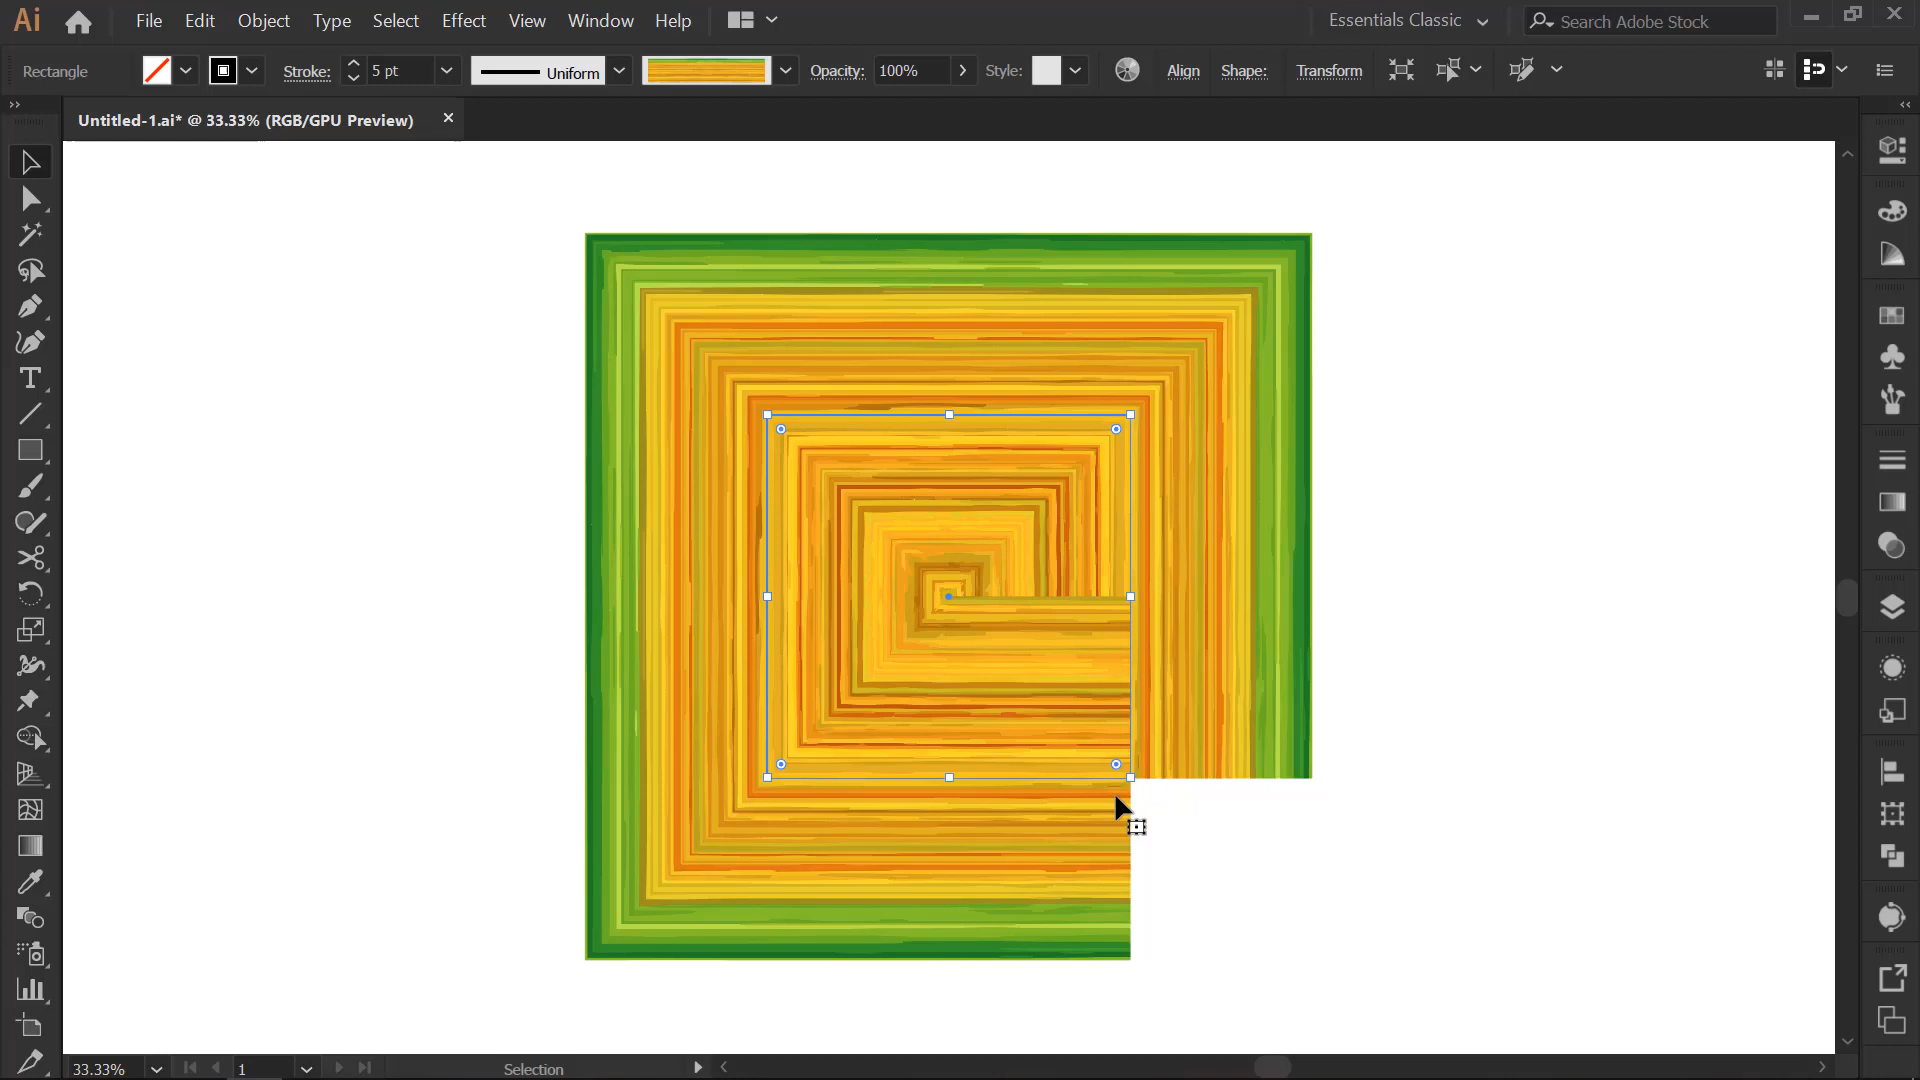 Ai File Edit Object Type Select Effect View Window Help Essentials Classic Search Adobe Stock
Rectangle Stroke: 5 pt Uniform Opacity: 100% Style: Align Shape: Transform
Untitled-1.ai* @ 33.33% (RGB/GPU Preview)
33.33% 1 Selection